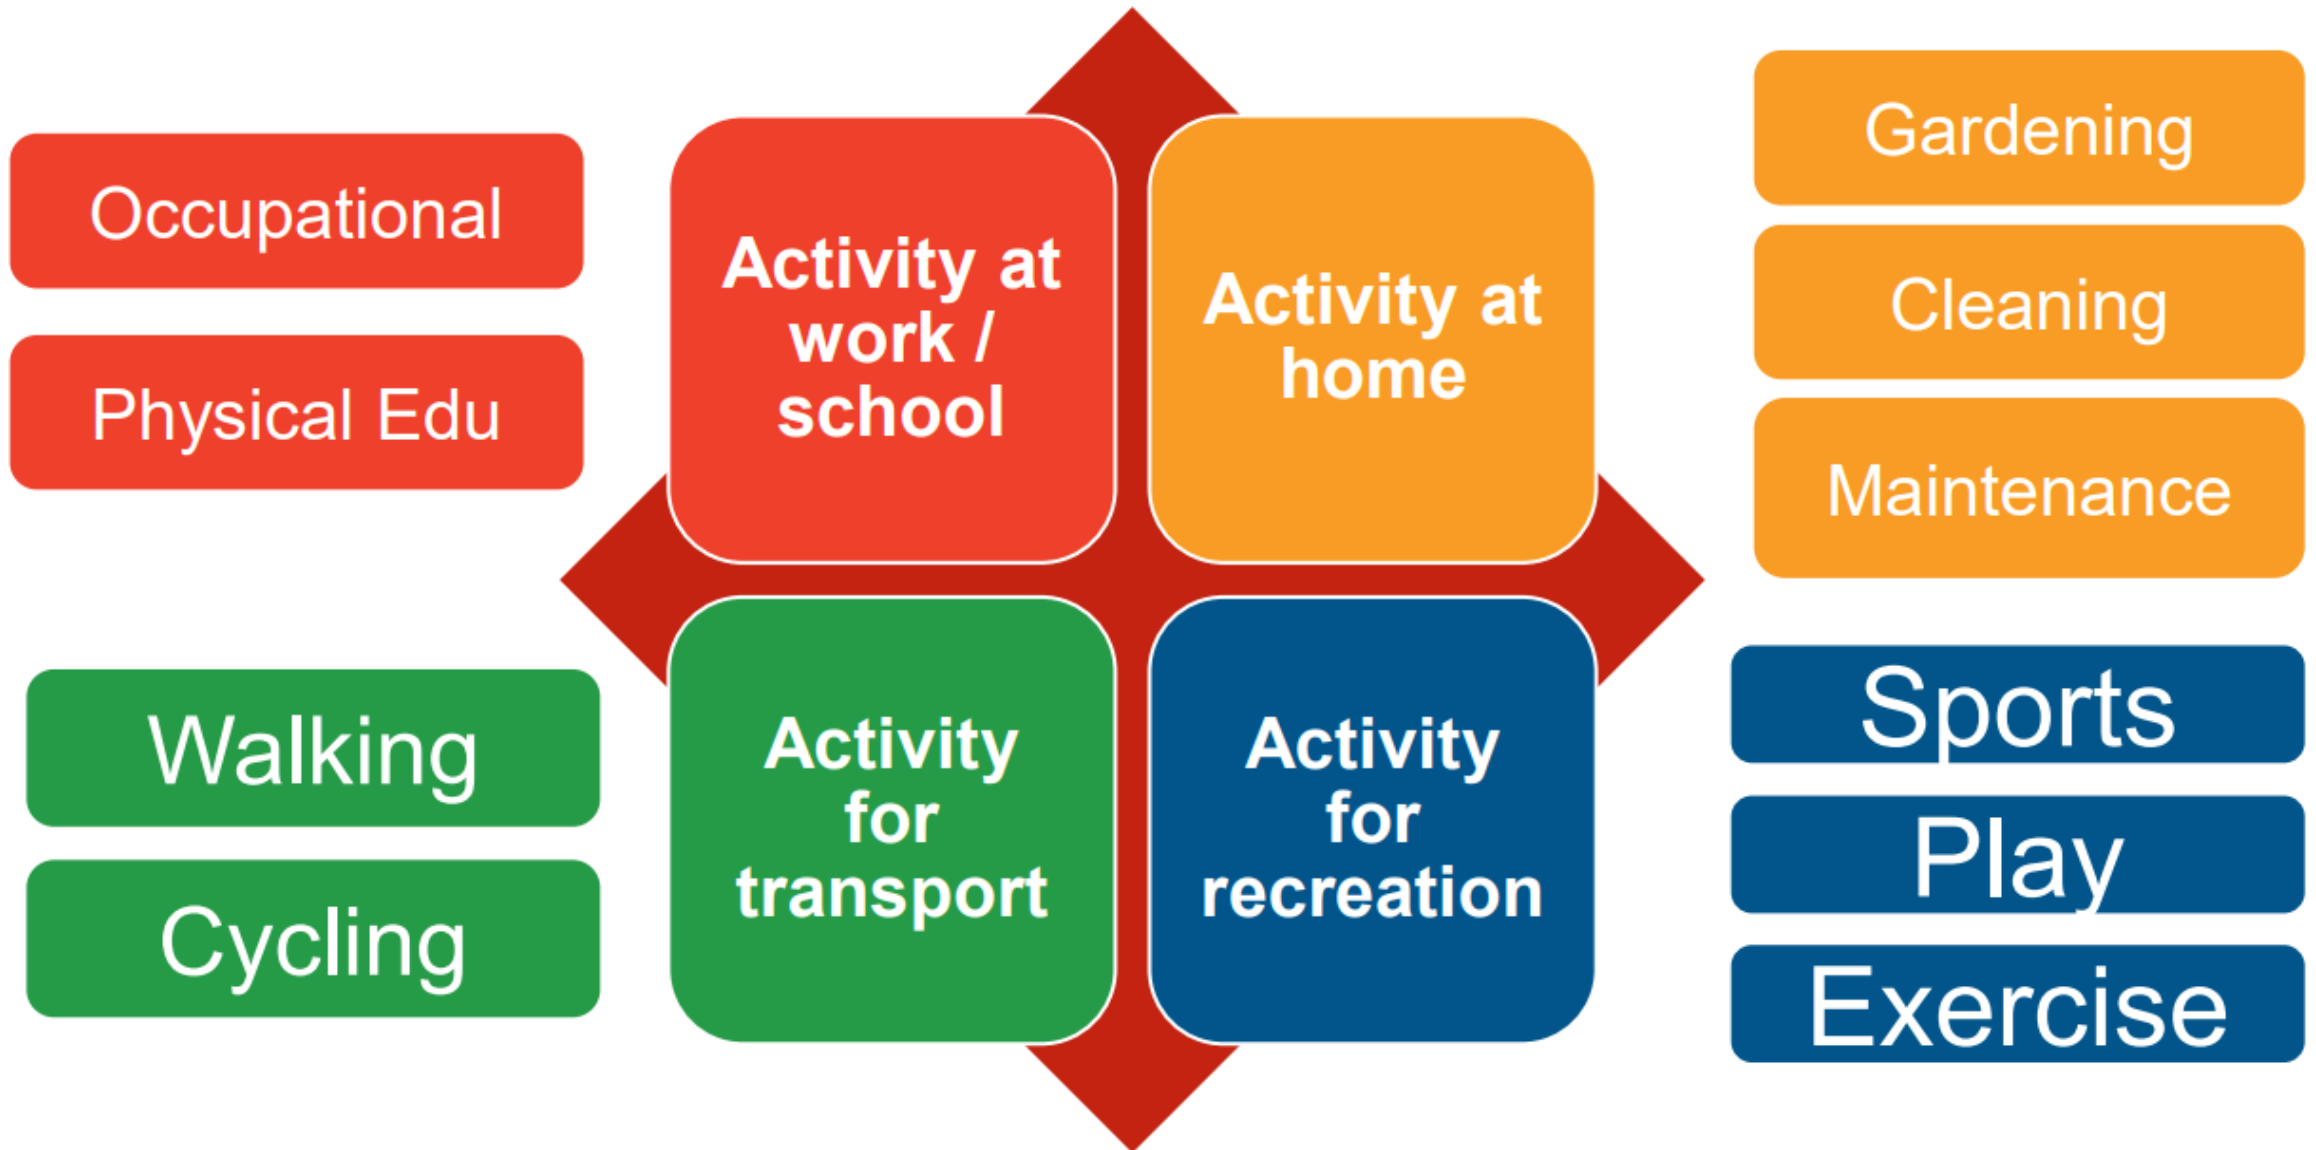 Occupational
Physical Edu
Activity at
work /
school
Activity at
home
Gardening
Cleaning
Maintenance
Walking
Cycling
Activity
for
transport
Activity
for
recreation
Sports
Play
Exercise